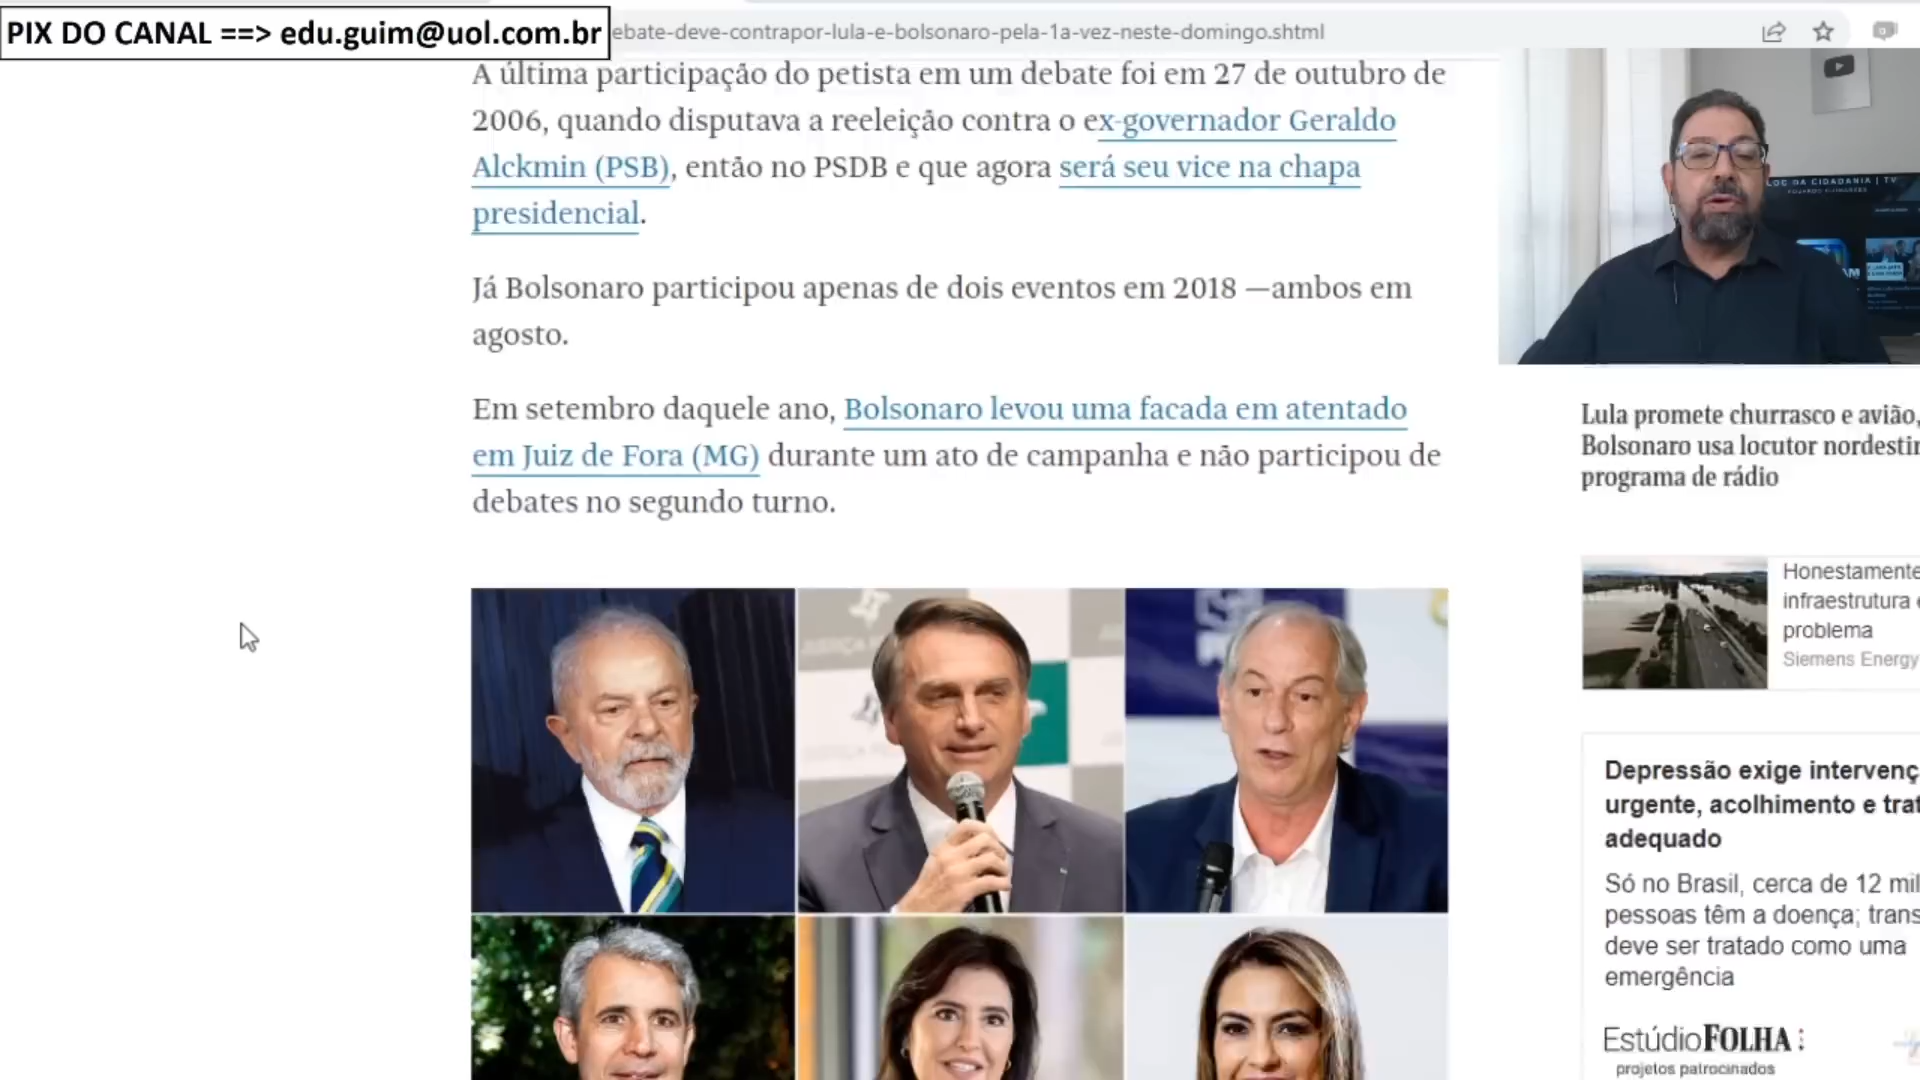 PIX DO CANAL ==> edu.guim@uol.com.br
ebate-deve-contrapor-lula-e-bolsonaro-pela-1a-vez-neste-domingo.shtml
A última participação do petista em um debate foi em 27 de outubro de
2006, quando disputava a reeleição contra o ex-governador Geraldo
Alckmin (PSB), então no PSDB e que agora será seu vice na chapa
presidencial.
Já Bolsonaro participou apenas de dois eventos em 2018 —ambos em
agosto.
Em setembro daquele ano, Bolsonaro levou uma facada em atentado
em Juiz de Fora (MG) durante um ato de campanha e não participou de
debates no segundo turno.
LOG DA CIDADANIA | TV
EDUARDO GUIMARÃES
Lula promete churrasco e avião,
Bolsonaro usa locutor nordestin
programa de rádio
Honestamente
infraestrutura e
problema
Siemens Energy
Depressão exige intervenç
urgente, acolhimento e trat
adequado
Só no Brasil, cerca de 12 mil
pessoas têm a doença; trans
deve ser tratado como uma
emergência
EstúdioFOLHA:
projetos patrocinados